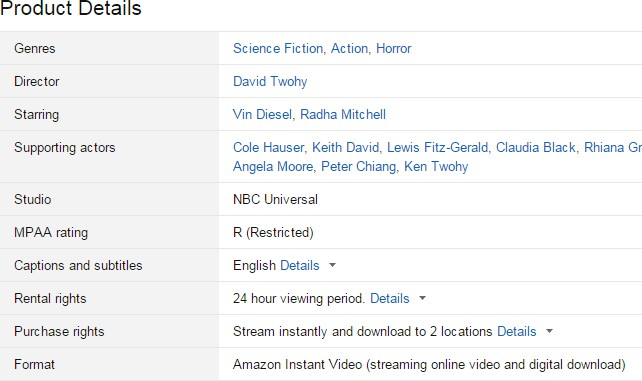 Product Details
Genres Science Fiction, Action, Horror
Director David Twohy
Starring Vin Diesel, Radha Mitchell
Supporting actors Cole Hauser, Keith David, Lewis Fitz-Gerald, Claudia Black, Rhiana Gr
Angela Moore, Peter Chiang, Ken Twohy
Studio NBC Universal
MPAA rating R (Restricted)
Captions and subtitles English Details
Rental rights 24 hour viewing period. Details
Purchase rights Stream instantly and download to 2 locations Details
Format Amazon Instant Video (streaming online video and digital download)